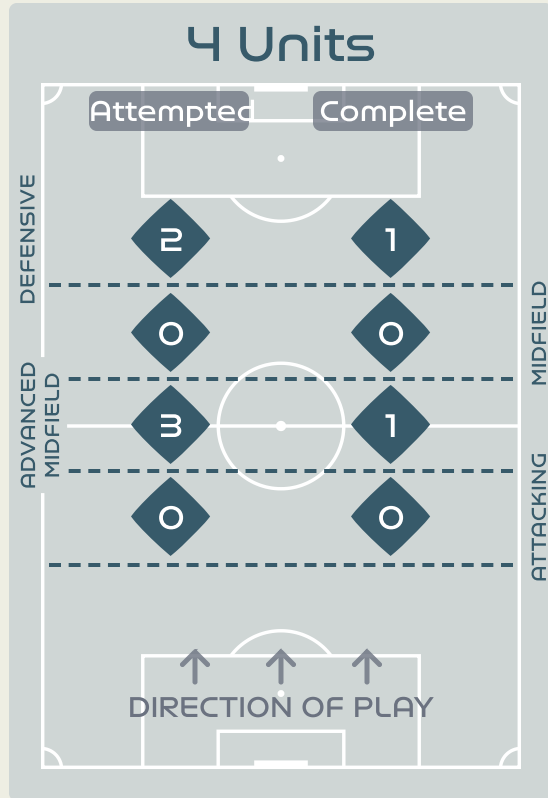 4 Units
Attempted Complete
DEFENSIVE
2 1
MIDFIELD
0 0
ADVANCED
MIDFIELD
3 1
ATTACKING
0 0
DIRECTION OF PLAY